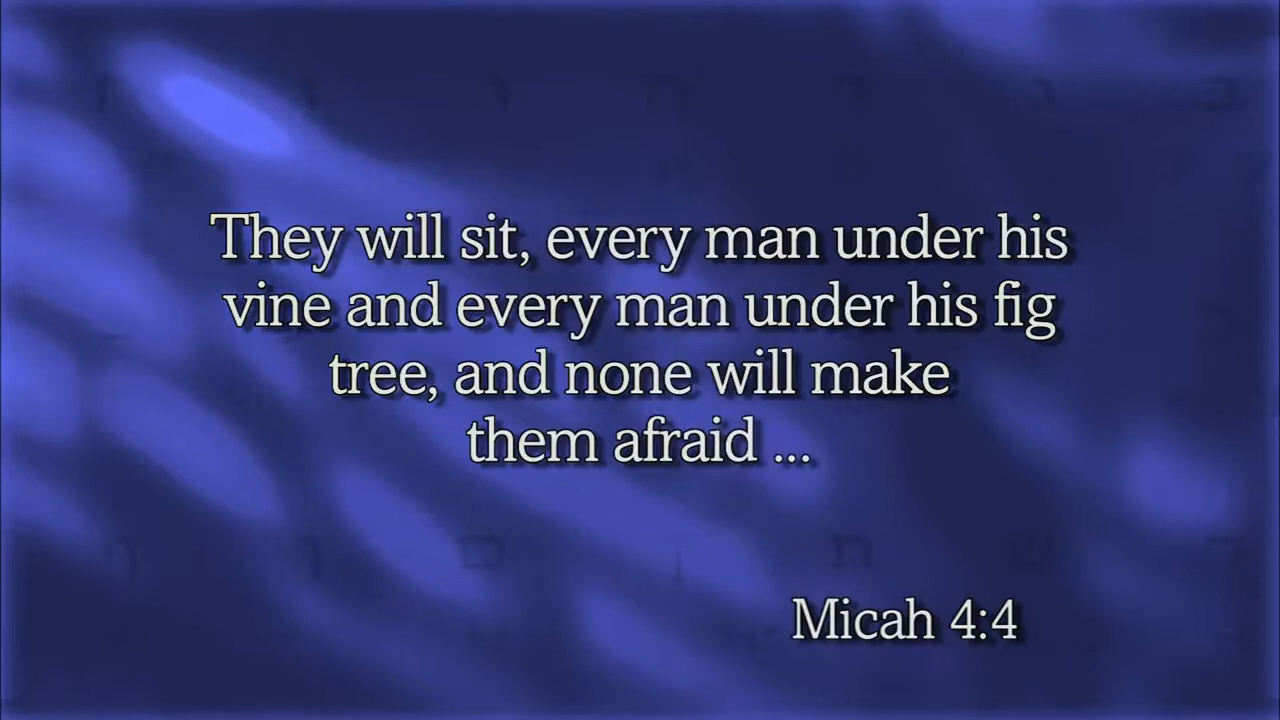 They will sit, every man under his
vine and every man under his fig
tree, and none will make
them afraid ...
Micah 4:4